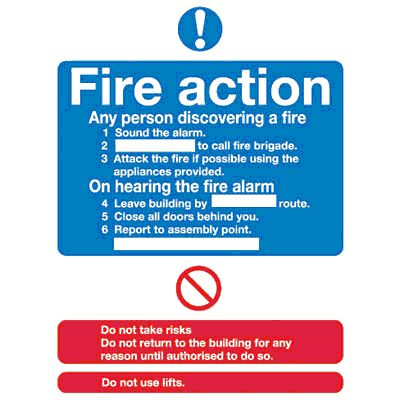 Fire action
Any person discovering a fire
1 Sound the alarm.
2 to call fire brigade.
3 Attack the fire if possible using the
appliances provided.
On hearing the fire alarm
4 Leave building by route.
5 Close all doors behind you.
6 Report to assembly point.
Do not take risks
Do not return to the building for any
reason until authorised to do so.
Do not use lifts.